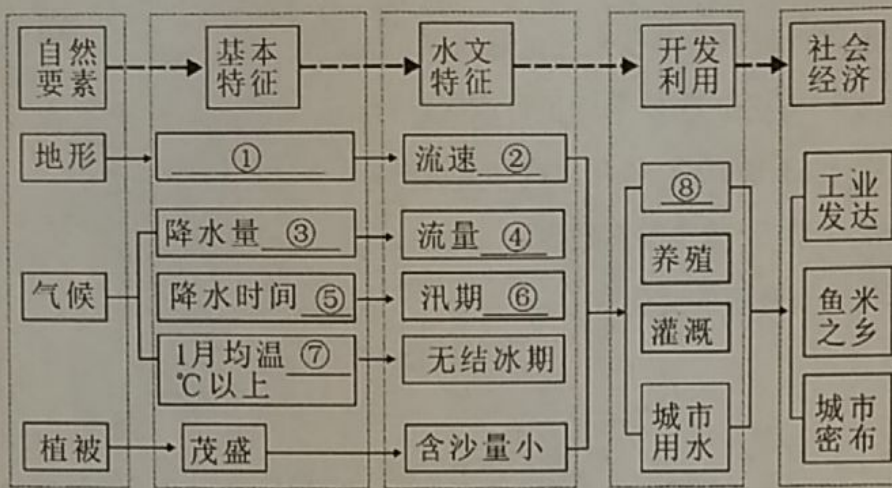 自然
要素
基本
特征
水文
特征
开发
利用
社会
经济
地形
①
流速 ②
⑧
工业
发达
气候
降水量 ③
流量 ④
养殖
降水时间 ⑤
汛期 ⑥
灌溉
鱼米
之乡
1月均温 ⑦
℃以上
无结冰期
植被
茂盛
含沙量小
城市
用水
城市
密布